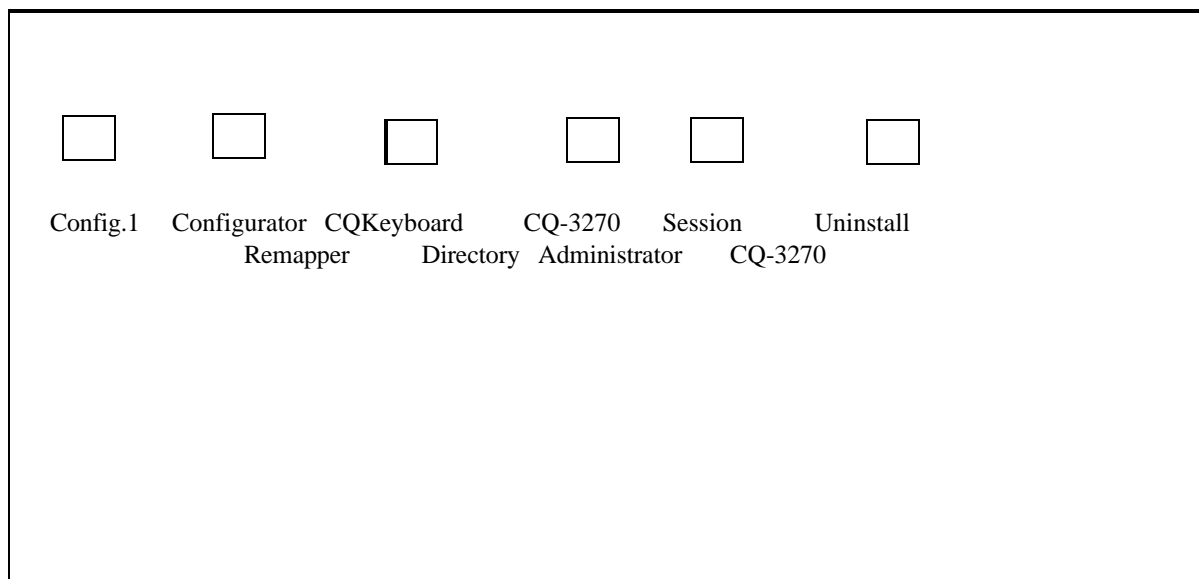 Config.1 Configurator CQKeyboard CQ-3270 Session Uninstall
Remapper Directory Administrator CQ-3270